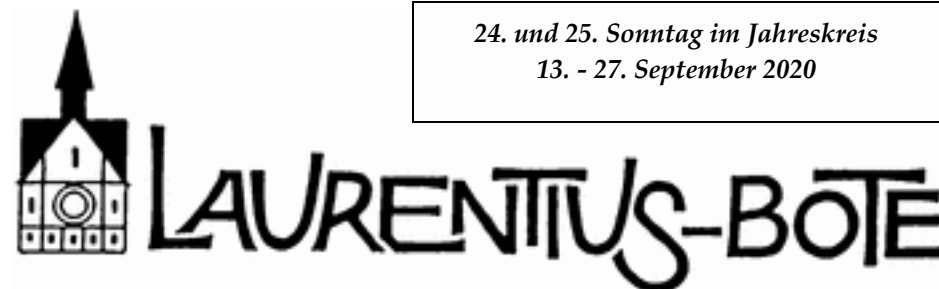 24. und 25. Sonntag im Jahreskreis
13. - 27. September 2020
LAURENTIUS-BOTE